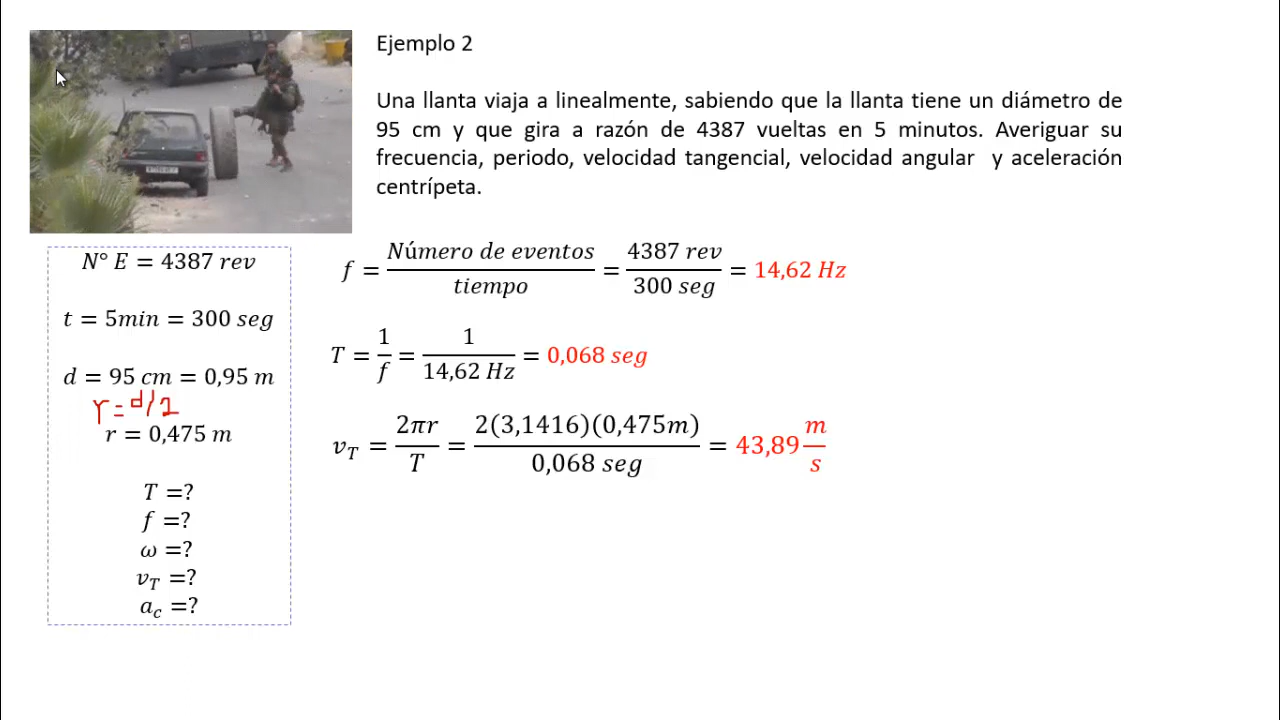 Ejemplo 2
Una llanta viaja a linealmente, sabiendo que la llanta tiene un diámetro de
95 cm y que gira a razón de 4387 vueltas en 5 minutos. Averiguar su
frecuencia, periodo, velocidad tangencial, velocidad angular y aceleración
centrípeta.
N° E = 4387 rev
t = 5min = 300 seg
d = 95 cm = 0,95 m
r = d/2
r = 0,475 m
T =?
f =?
ω =?
v_T =?
a_c =?
f = Número de eventos / tiempo = 4387 rev / 300 seg = 14,62 Hz
T = 1 / f = 1 / 14,62 Hz = 0,068 seg
v_T = 2πr / T = 2(3,1416)(0,475m) / 0,068 seg = 43,89 m / s